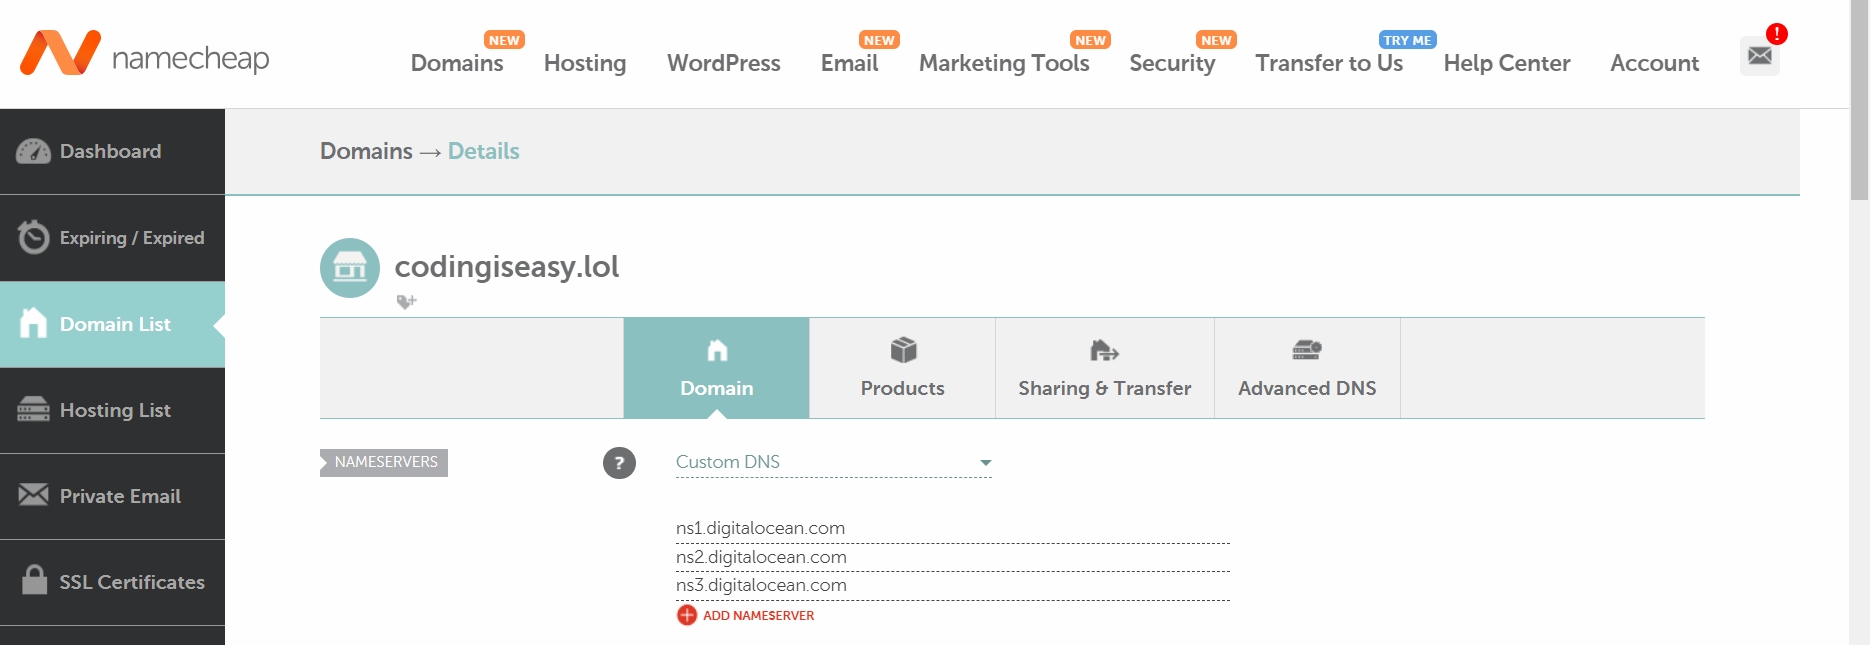 namecheap
Domains NEW
Hosting
WordPress
Email NEW
Marketing Tools NEW
Security NEW
Transfer to Us TRY ME
Help Center
Account
!
Dashboard
Expiring / Expired
Domain List
Hosting List
Private Email
SSL Certificates
Domains → Details
codingiseasy.lol
Domain
Products
Sharing & Transfer
Advanced DNS
NAMESERVERS
?
Custom DNS
ns1.digitalocean.com
ns2.digitalocean.com
ns3.digitalocean.com
ADD NAMESERVER